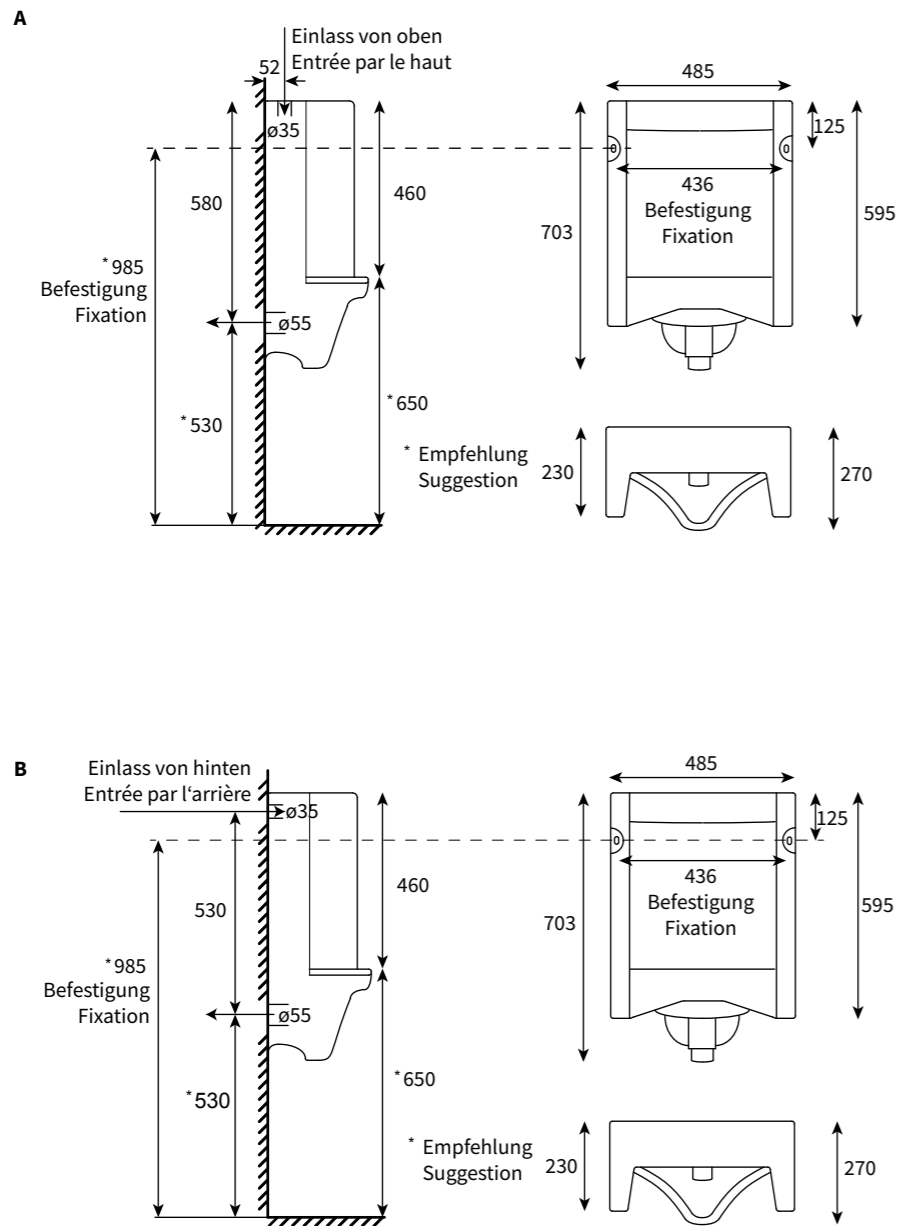 A
Einlass von oben
Entrée par le haut
52
ø35
580
460
*985
Befestigung
Fixation
ø55
*530
*650
* Empfehlung
Suggestion
485
125
436
Befestigung
Fixation
703
595
230
270
B
Einlass von hinten
Entrée par l‘arrière
ø35
530
460
*985
Befestigung
Fixation
ø55
*530
*650
* Empfehlung
Suggestion
485
125
436
Befestigung
Fixation
703
595
230
270